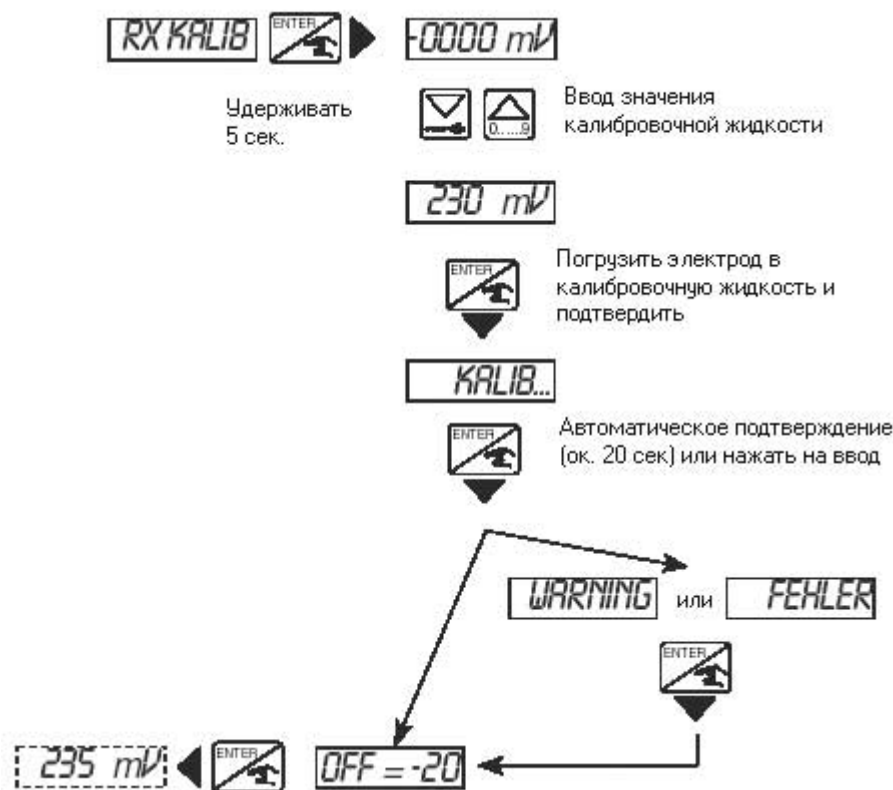 RX KALIB ENTER -0000 mV
Удерживать
5 сек.
0.....9
Ввод значения
калибровочной жидкости
230 mV
ENTER
Погрузить электрод в
калибровочную жидкость и
подтвердить
KALIB...
ENTER
Автоматическое подтверждение
(ок. 20 сек) или нажать на ввод
WARNING или FEHLER
ENTER
235 mV ENTER OFF = -20